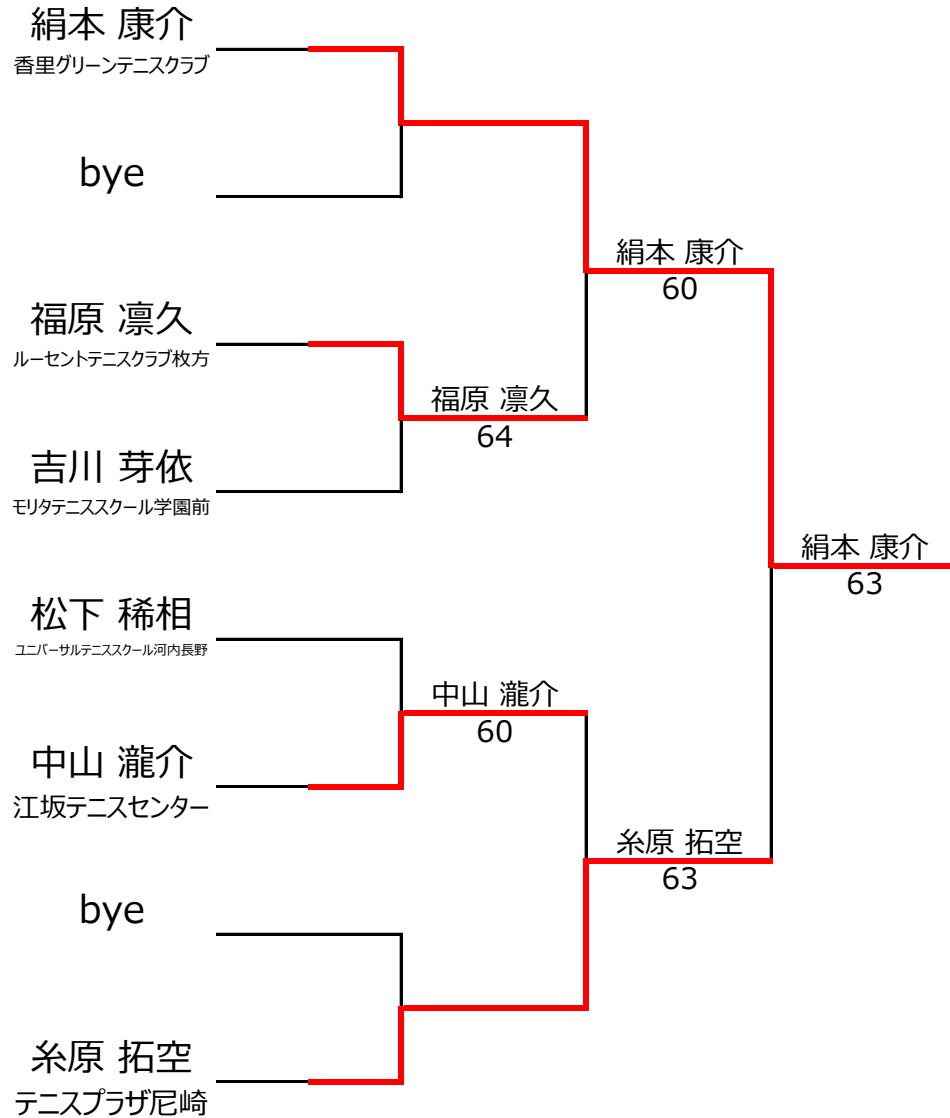 絹本 康介
香里グリーンテニスクラブ
bye
福原 凛久
ルーセントテニスクラブ枚方
吉川 芽依
モリタテニススクール学園前
松下 稀相
ユニバーサルテニススクール河内長野
中山 瀧介
江坂テニスセンター
bye
糸原 拓空
テニスプラザ尼崎
福原 凛久
64
中山 瀧介
60
絹本 康介
60
糸原 拓空
63
絹本 康介
63